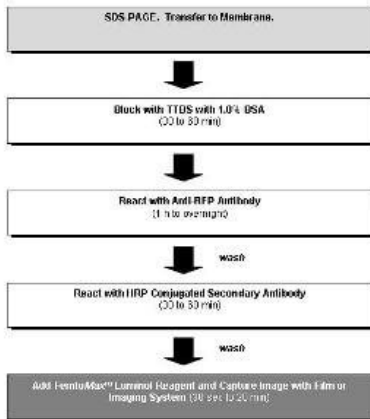 SDS PAGE. Transfer to Membrane.
Block with TTBS with 1.0% BSA
(30 to 60 min)
React with Anti-RFP Antibody
(1 h to overnight)
wash
React with HRP Conjugated Secondary Antibody
(30 to 60 min)
wash
Add FemtoMax™ Luminol Reagent and Capture Image with Film or
Imaging System (30 sec to 20 min)